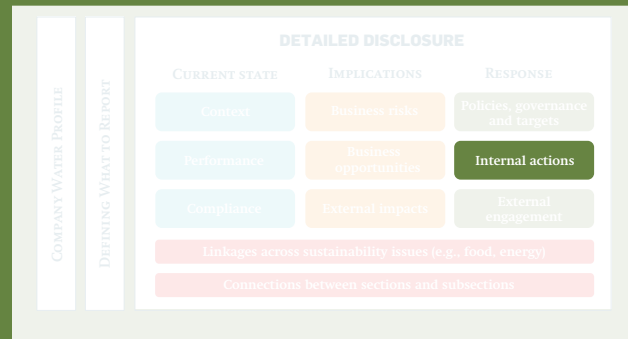 COMPANY WATER PROFILE
DEFINING WHAT TO REPORT
DETAILED DISCLOSURE
CURRENT STATE
IMPLICATIONS
RESPONSE
Context
Business risks
Policies, governance
and targets
Performance
Business
opportunities
Internal actions
Compliance
External impacts
External
engagement
Linkages across sustainability issues (e.g., food, energy)
Connections between sections and subsections